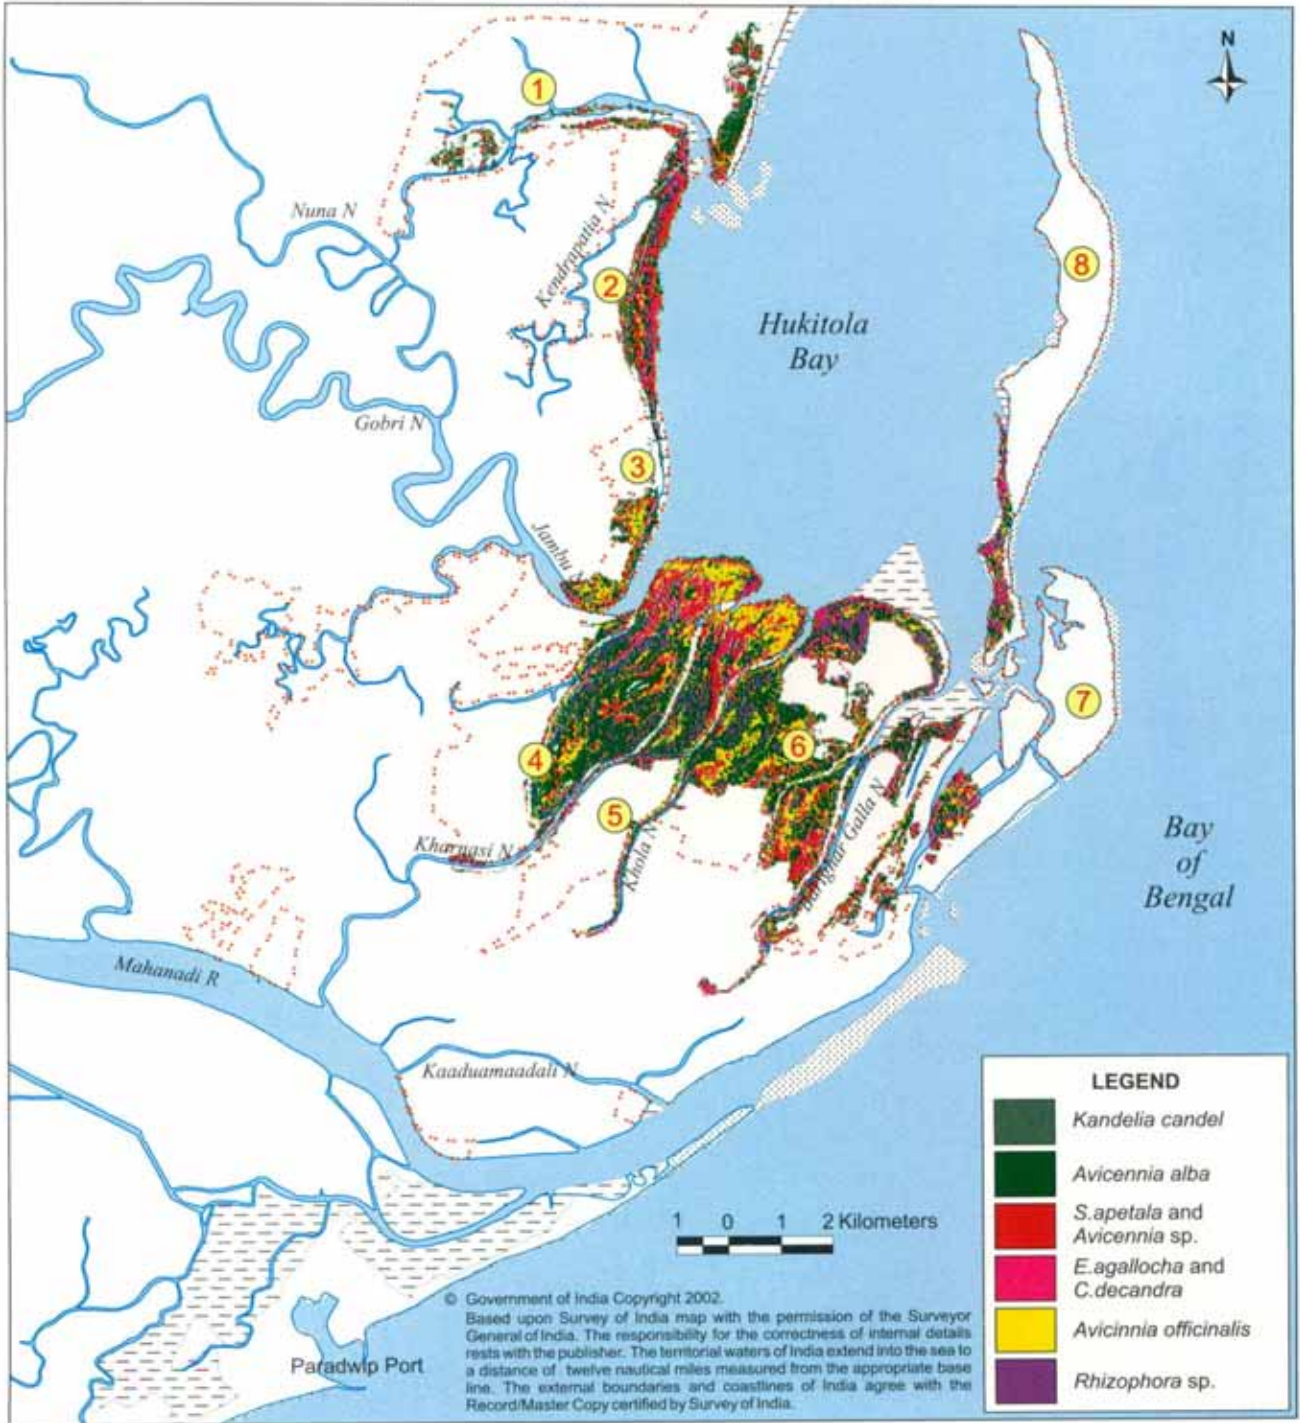 N
1
Nuna N
Kendrapatia N
2
8
Hukitola
Bay
Gobri N
3
Jambu N
7
4
6
5
Kharnasi N
Khola N
Galla N
Bay
of
Bengal
Mahanadi R
Kaaduamaadali N
LEGEND
Kandelia candel
Avicennia alba
S.apetala and
Avicennia sp.
E.agallocha and
C.decandra
Avicinnia officinalis
Rhizophora sp.
1 0 1 2 Kilometers
© Government of India Copyright 2002.
Based upon Survey of India map with the permission of the Surveyor
General of India. The responsibility for the correctness of internal details
rests with the publisher. The territorial waters of India extend into the sea to
a distance of twelve nautical miles measured from the appropriate base
line. The external boundaries and coastlines of India agree with the
Record/Master Copy certified by Survey of India.
Paradwip Port